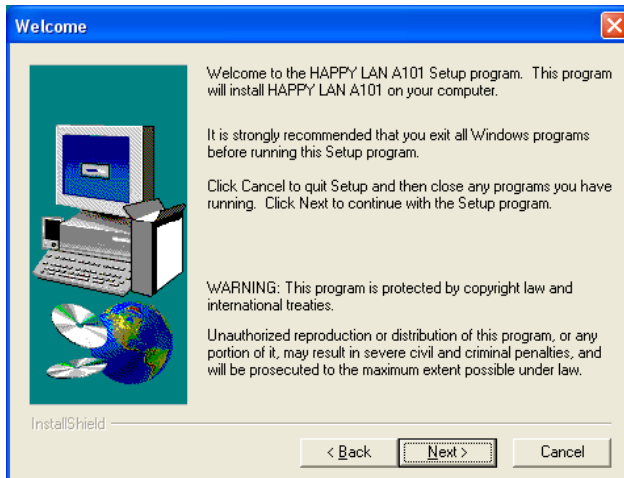 Welcome
Welcome to the HAPPY LAN A101 Setup program. This program
will install HAPPY LAN A101 on your computer.
It is strongly recommended that you exit all Windows programs
before running this Setup program.
Click Cancel to quit Setup and then close any programs you have
running. Click Next to continue with the Setup program.
WARNING: This program is protected by copyright law and
international treaties.
Unauthorized reproduction or distribution of this program, or any
portion of it, may result in severe civil and criminal penalties, and
will be prosecuted to the maximum extent possible under law.
InstallShield
< Back
Next >
Cancel